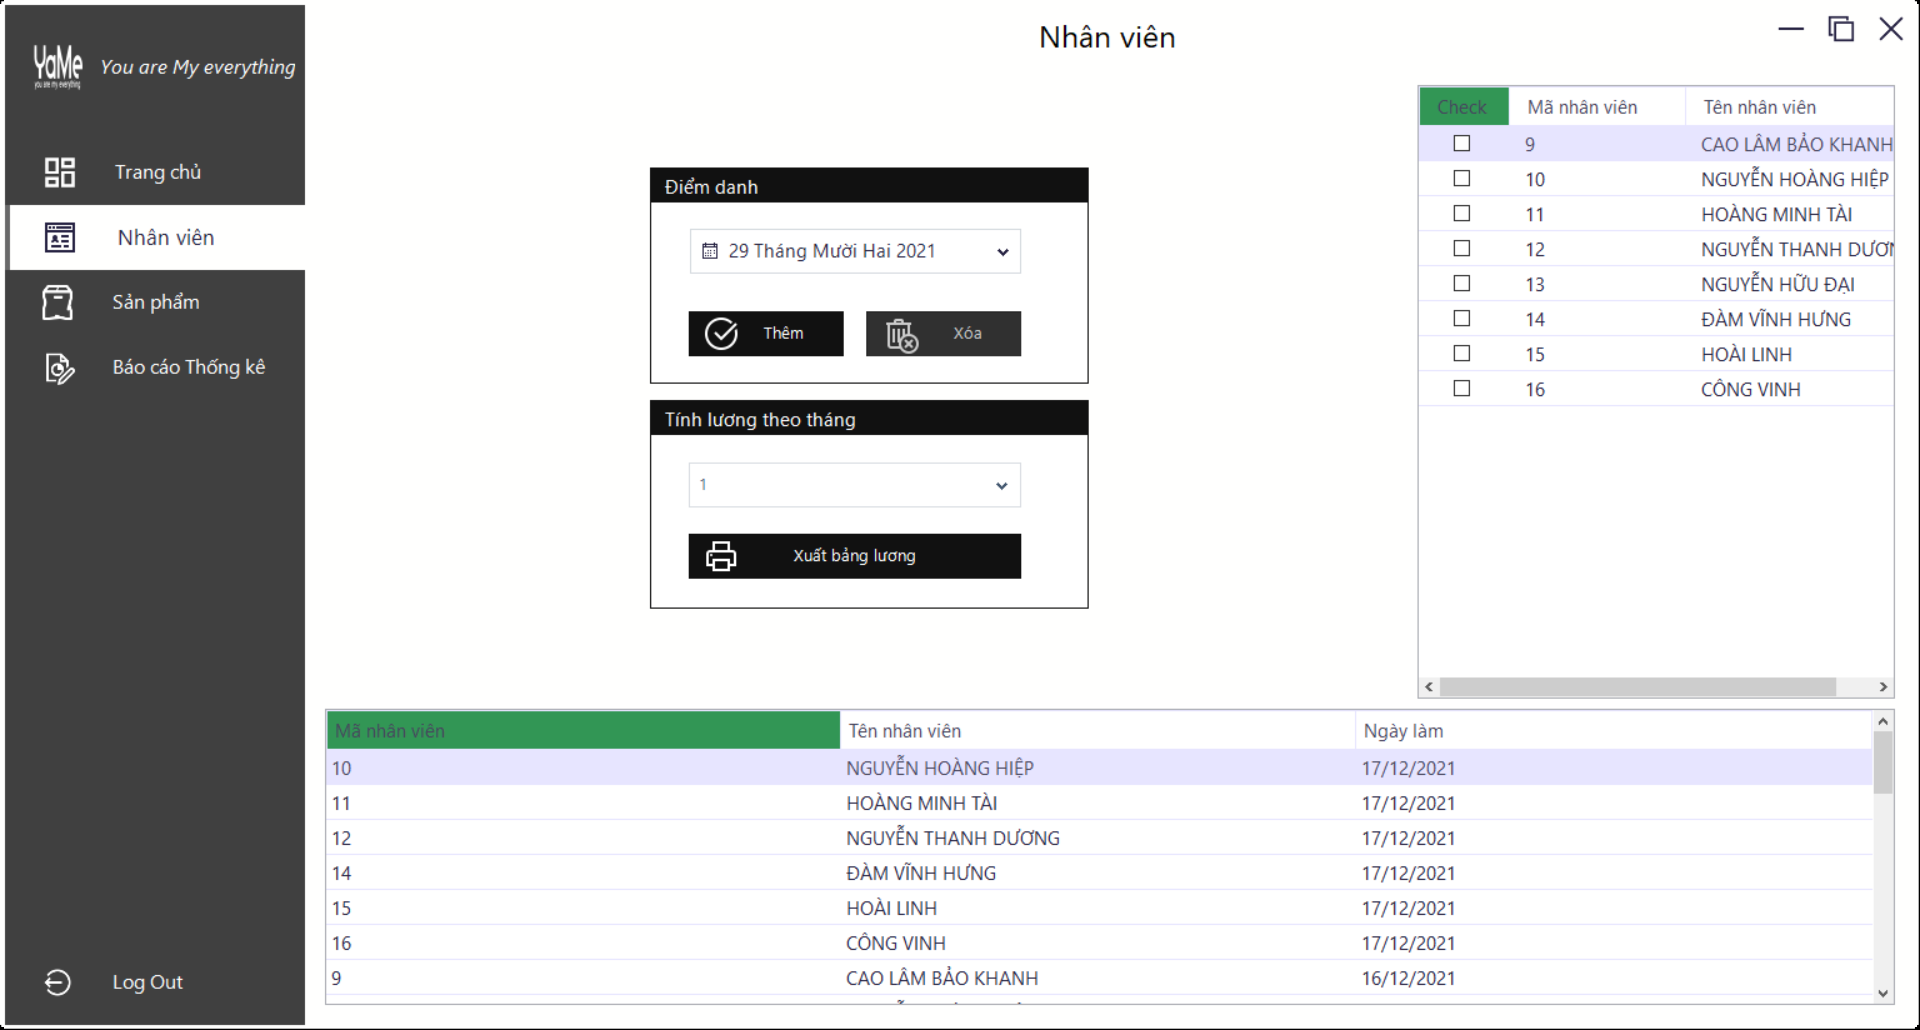 YaMe
you are my everything
You are My everything
Nhân viên
Trang chủ
Nhân viên
Sản phẩm
Báo cáo Thống kê
Log Out
Điểm danh
29 Tháng Mười Hai 2021
Thêm
Xóa
Tính lương theo tháng
1
Xuất bảng lương
Check Mã nhân viên Tên nhân viên
9 CAO LÂM BẢO KHANH
10 NGUYỄN HOÀNG HIỆP
11 HOÀNG MINH TÀI
12 NGUYỄN THANH DƯƠN
13 NGUYỄN HỮU ĐẠI
14 ĐÀM VĨNH HƯNG
15 HOÀI LINH
16 CÔNG VINH
Mã nhân viên Tên nhân viên Ngày làm
10 NGUYỄN HOÀNG HIỆP 17/12/2021
11 HOÀNG MINH TÀI 17/12/2021
12 NGUYỄN THANH DƯƠNG 17/12/2021
14 ĐÀM VĨNH HƯNG 17/12/2021
15 HOÀI LINH 17/12/2021
16 CÔNG VINH 17/12/2021
9 CAO LÂM BẢO KHANH 16/12/2021